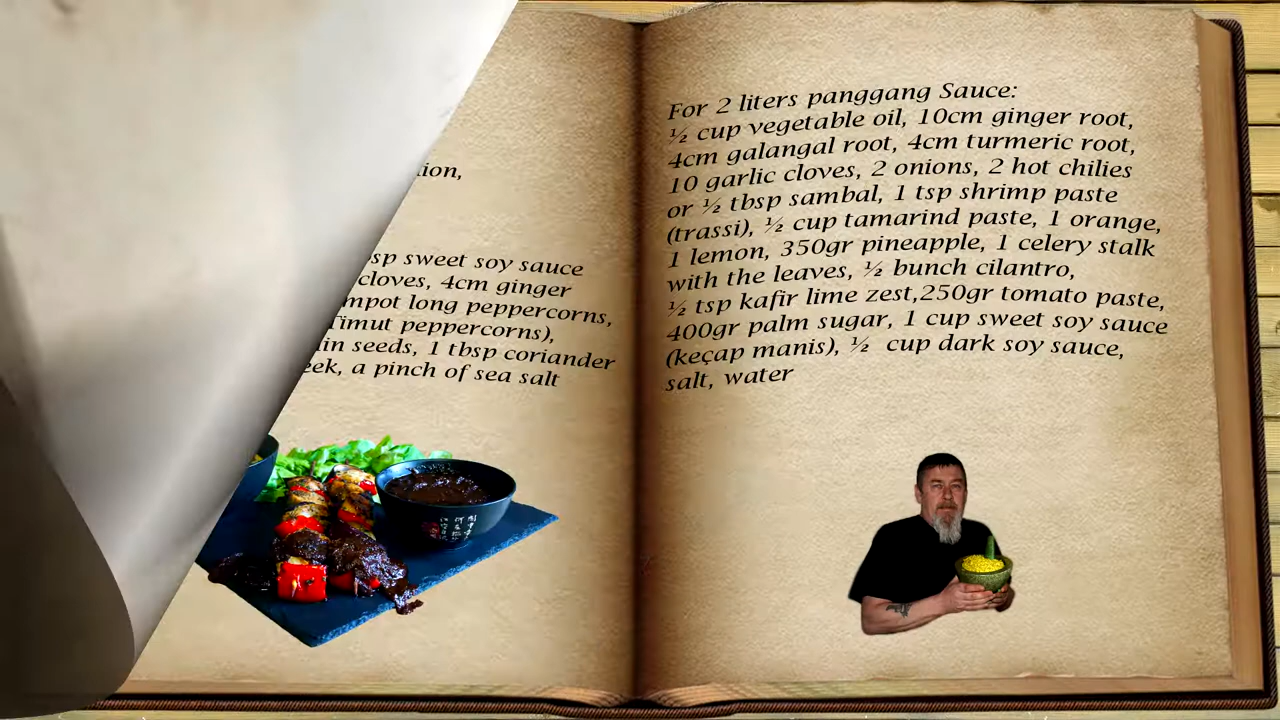 sweet soy sauce
cloves, 4cm ginger
long peppercorns,
Timut peppercorns),
seeds, 1 tbsp coriander
a pinch of sea salt
For 2 liters panggang Sauce:
½ cup vegetable oil, 10cm ginger root,
4cm galangal root, 4cm turmeric root,
10 garlic cloves, 2 onions, 2 hot chilies
or ½ tbsp sambal, 1 tsp shrimp paste
(trassi), ½ cup tamarind paste, 1 orange,
1 lemon, 350gr pineapple, 1 celery stalk
with the leaves, ½ bunch cilantro,
½ tsp kafir lime zest,250gr tomato paste,
400gr palm sugar, 1 cup sweet soy sauce
(keçap manis), ½ cup dark soy sauce,
salt, water